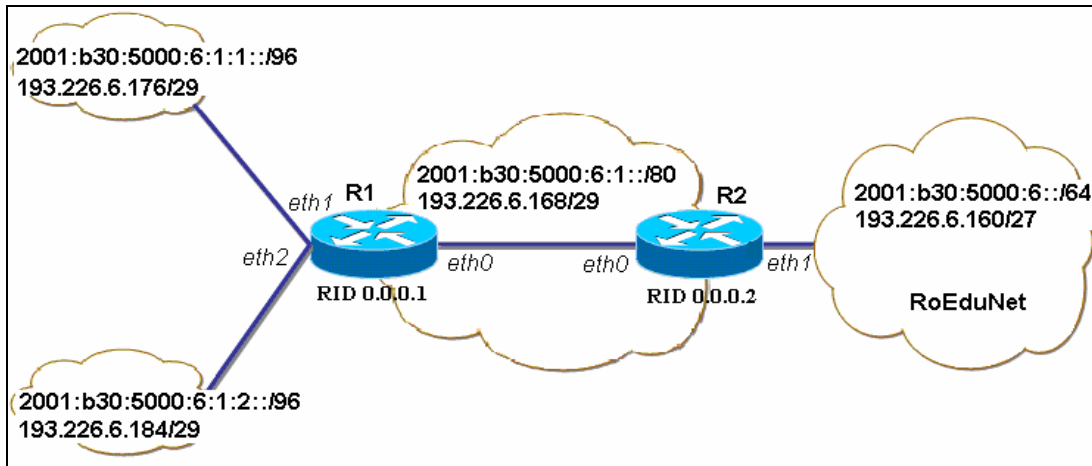 2001:b30:5000:6:1:1::/96
193.226.6.176/29
eth1
R1
2001:b30:5000:6:1::/80
193.226.6.168/29
R2
2001:b30:5000:6::/64
193.226.6.160/27
eth2
eth0
eth0
eth1
RID 0.0.0.1
RID 0.0.0.2
RoEduNet
2001:b30:5000:6:1:2::/96
193.226.6.184/29